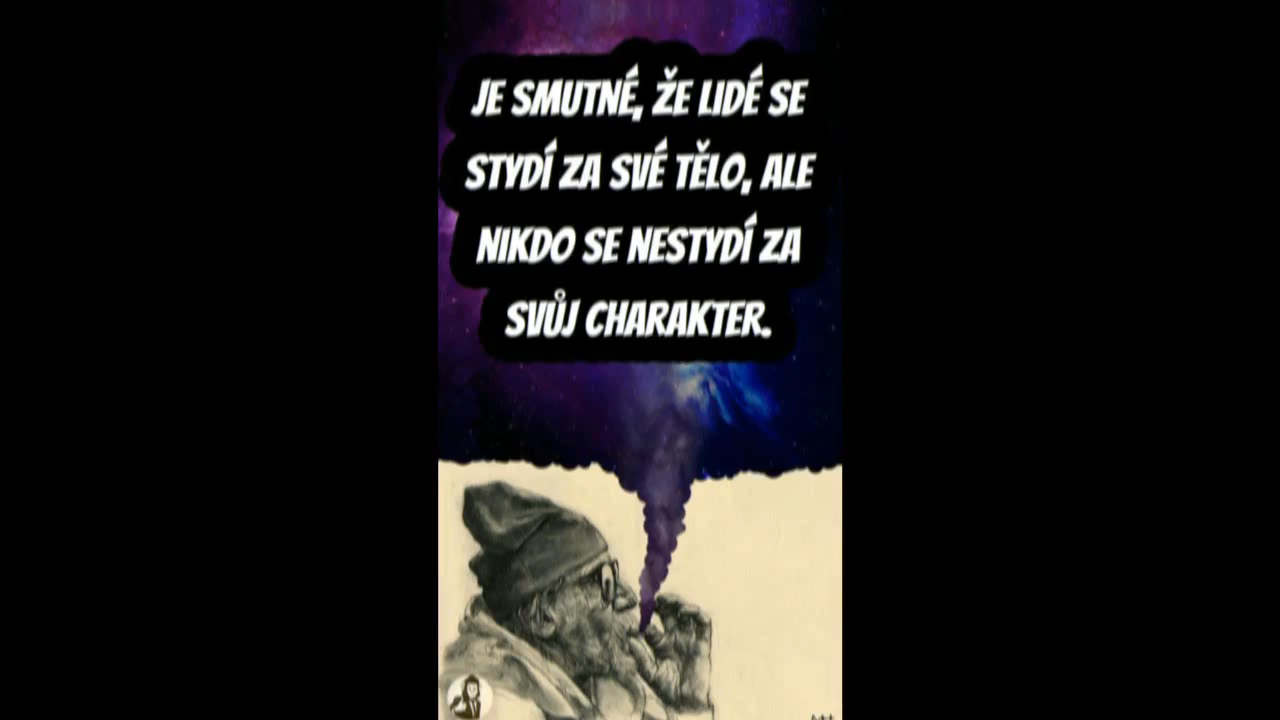 JE SMUTNÉ, ŽE LIDÉ SE
STYDÍ ZA SVÉ TĚLO, ALE
NIKDO SE NESTYDÍ ZA
SVŮJ CHARAKTER.